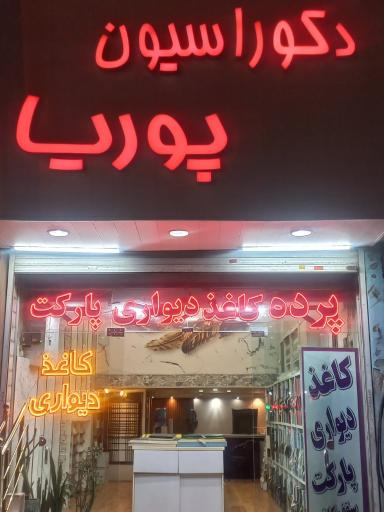 دکوراسیون
پوریا
پرده کاغذ دیواری پارکت
کاغذ
دیواری
کاغذ
دیواری
پارکت